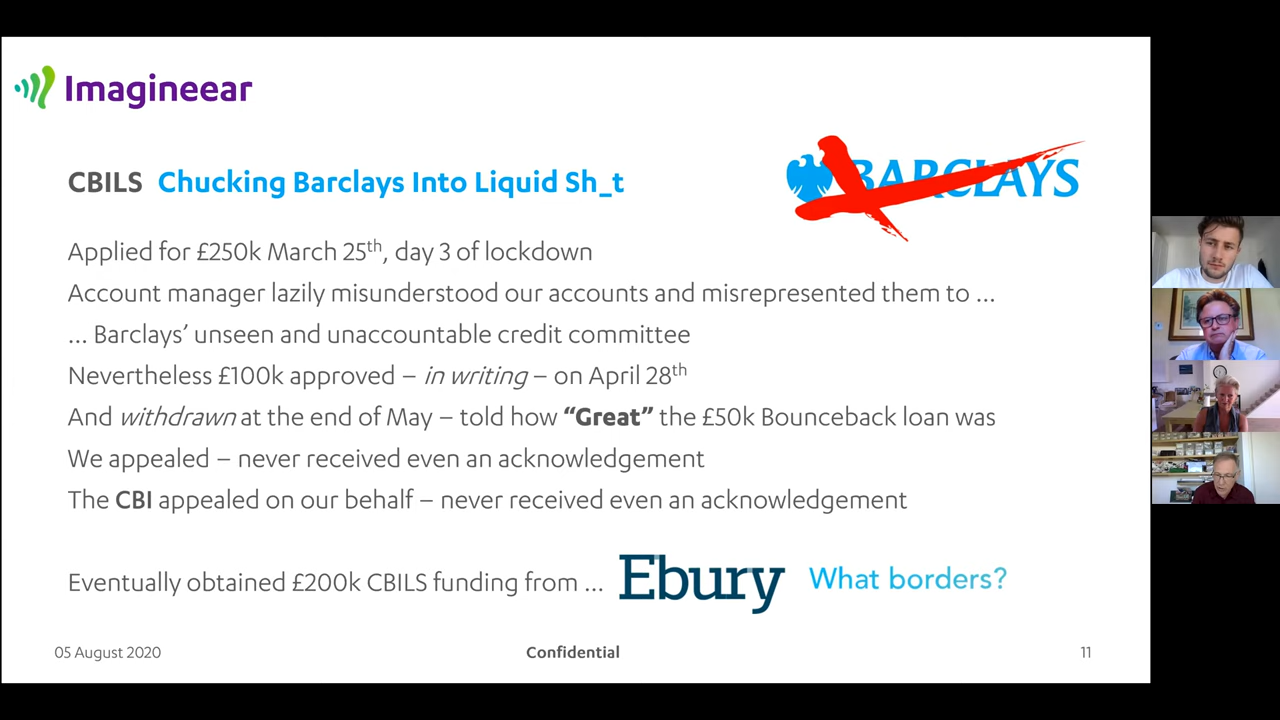 Imagineear
CBILS Chucking Barclays Into Liquid Sh_t
BARCLAYS
Applied for £250k March 25th, day 3 of lockdown
Account manager lazily misunderstood our accounts and misrepresented them to ...
... Barclays’ unseen and unaccountable credit committee
Nevertheless £100k approved – in writing – on April 28th
And withdrawn at the end of May – told how “Great” the £50k Bounceback loan was
We appealed – never received even an acknowledgement
The CBI appealed on our behalf – never received even an acknowledgement
Eventually obtained £200k CBILS funding from ... Ebury What borders?
05 August 2020 Confidential 11